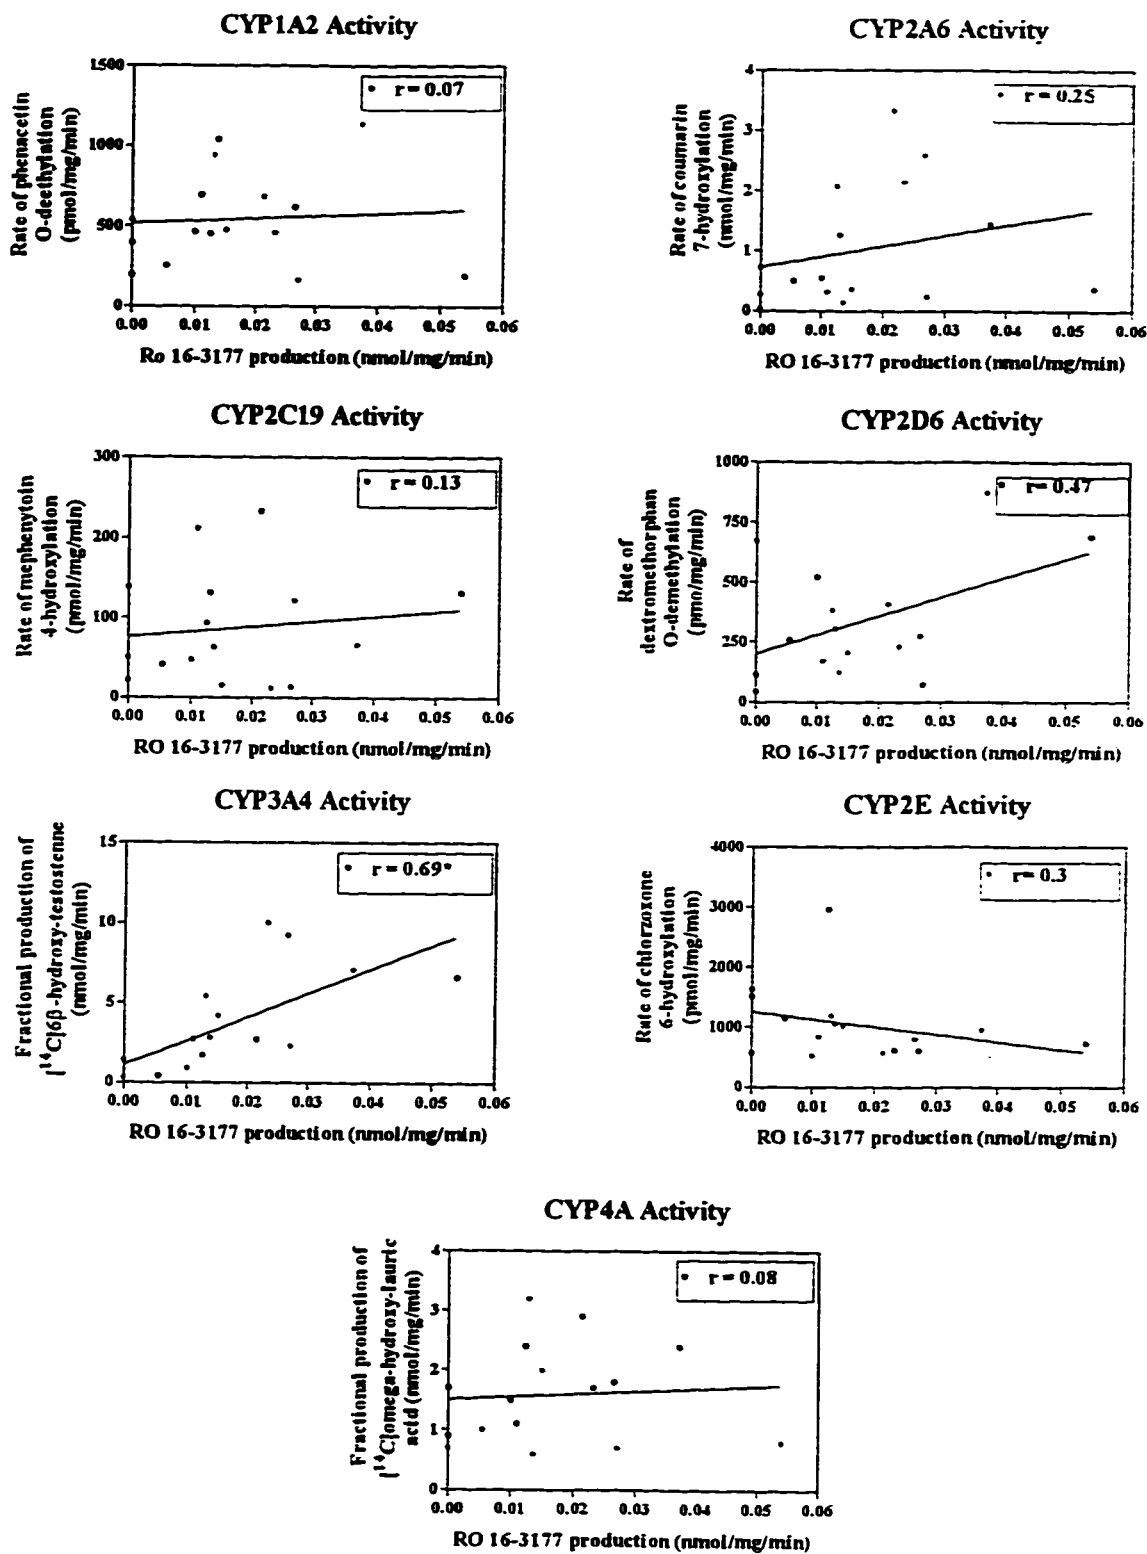 CYP1A2 Activity
Rate of phenacetin
O-deethylation
(pmol/mg/min)
1500
1000
500
0
r = 0.07
0.00 0.01 0.02 0.03 0.04 0.05 0.06
Ro 16-3177 production (nmol/mg/min)
CYP2A6 Activity
Rate of coumarin
7-hydroxylation
(nmol/mg/min)
4
3
2
1
0
r = 0.25
0.00 0.01 0.02 0.03 0.04 0.05 0.06
RO 16-3177 production (nmol/mg/min)
CYP2C19 Activity
Rate of mephenytoin
4-hydroxylation
(pmol/mg/min)
300
200
100
0
r = 0.13
0.00 0.01 0.02 0.03 0.04 0.05 0.06
RO 16-3177 production (nmol/mg/min)
CYP2D6 Activity
Rate of
dextromethorphan
O-demethylation
(pmo/mg/min)
1000
750
500
250
0
r= 0.47
0.00 0.01 0.02 0.03 0.04 0.05 0.06
RO 16-3177 production (nmol/mg/min)
CYP3A4 Activity
Fractional production of
[¹⁴C]6β-hydroxy-testosterone
(nmol/mg/min)
15
10
5
0
r = 0.69*
0.00 0.01 0.02 0.03 0.04 0.05 0.06
RO 16-3177 production (nmol/mg/min)
CYP2E Activity
Rate of chlorzoxone
6-hydroxylation
(pmol/mg/min)
4000
3000
2000
1000
0
r= 0.3
0.00 0.01 0.02 0.03 0.04 0.05 0.06
RO 16-3177 production (nmol/mg/min)
CYP4A Activity
Fractional production of
[¹⁴C]omega-hydroxy-lauric
acid (nmol/mg/min)
4
3
2
1
0
r = 0.08
0.00 0.01 0.02 0.03 0.04 0.05 0.06
RO 16-3177 production (nmol/mg/min)